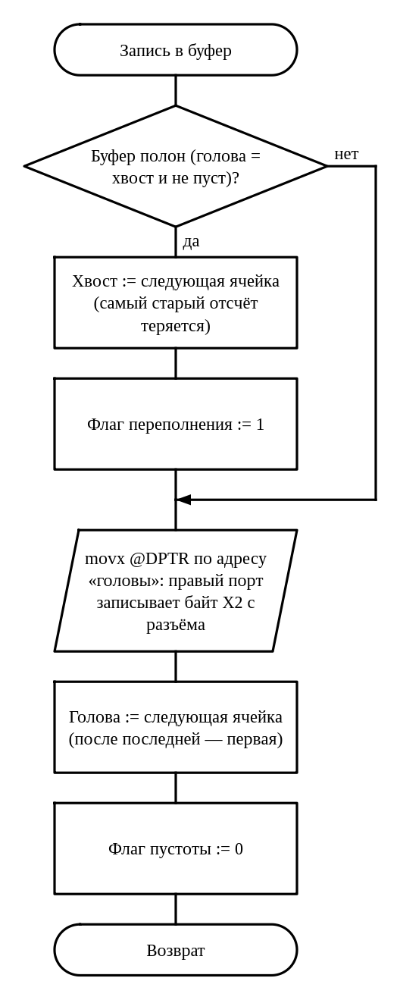 Запись в буфер
Буфер полон (голова =
хвост и не пуст)?
нет
да
Хвост := следующая ячейка
(самый старый отсчёт
теряется)
Флаг переполнения := 1
movx @DPTR по адресу
«головы»: правый порт
записывает байт X2 с
разъёма
Голова := следующая ячейка
(после последней — первая)
Флаг пустоты := 0
Возврат